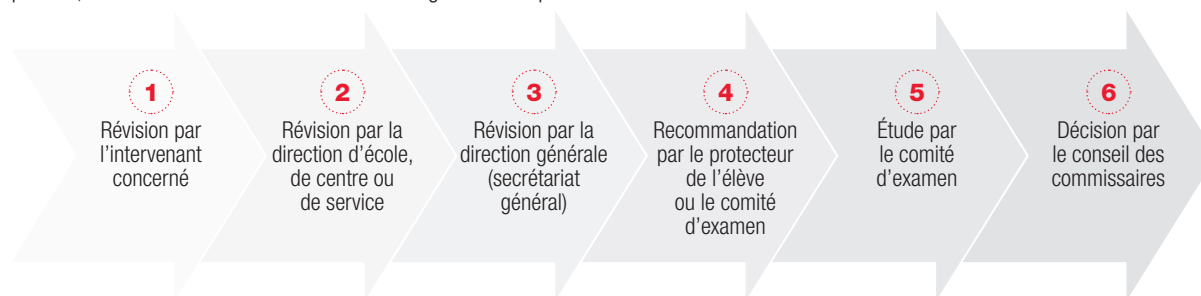 1
Révision par
l'intervenant
concerné
2
Révision par la
direction d'école,
de centre ou
de service
3
Révision par la
direction générale
(secrétariat
général)
4
Recommandation
par le protecteur
de l'élève
ou le comité
d'examen
5
Étude par
le comité
d'examen
6
Décision par
le conseil des
commissaires